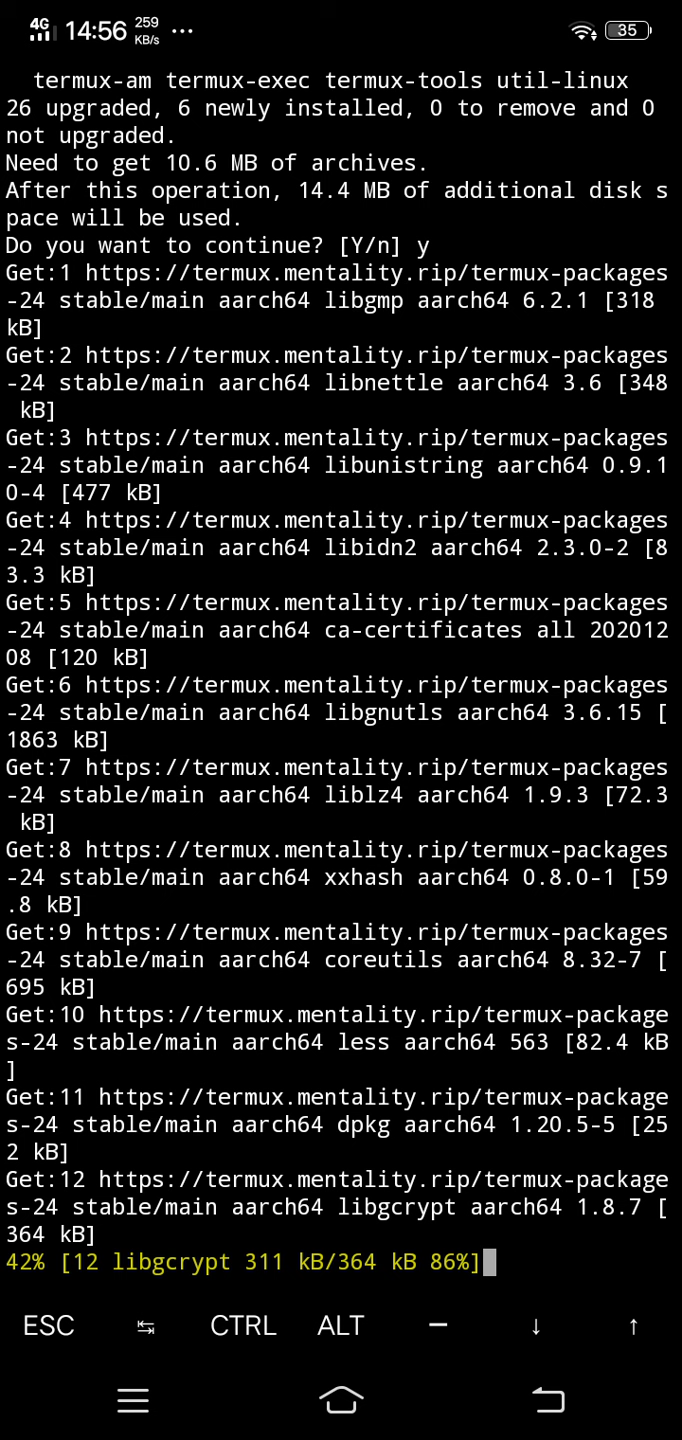 4G 14:56 259 KB/s ... 35
termux-am termux-exec termux-tools util-linux
26 upgraded, 6 newly installed, 0 to remove and 0
not upgraded.
Need to get 10.6 MB of archives.
After this operation, 14.4 MB of additional disk s
pace will be used.
Do you want to continue? [Y/n] y
Get:1 https://termux.mentality.rip/termux-packages
-24 stable/main aarch64 libgmp aarch64 6.2.1 [318
kB]
Get:2 https://termux.mentality.rip/termux-packages
-24 stable/main aarch64 libnettle aarch64 3.6 [348
kB]
Get:3 https://termux.mentality.rip/termux-packages
-24 stable/main aarch64 libunistring aarch64 0.9.1
0-4 [477 kB]
Get:4 https://termux.mentality.rip/termux-packages
-24 stable/main aarch64 libidn2 aarch64 2.3.0-2 [8
3.3 kB]
Get:5 https://termux.mentality.rip/termux-packages
-24 stable/main aarch64 ca-certificates all 202012
08 [120 kB]
Get:6 https://termux.mentality.rip/termux-packages
-24 stable/main aarch64 libgnutls aarch64 3.6.15 [
1863 kB]
Get:7 https://termux.mentality.rip/termux-packages
-24 stable/main aarch64 liblz4 aarch64 1.9.3 [72.3
kB]
Get:8 https://termux.mentality.rip/termux-packages
-24 stable/main aarch64 xxhash aarch64 0.8.0-1 [59
.8 kB]
Get:9 https://termux.mentality.rip/termux-packages
-24 stable/main aarch64 coreutils aarch64 8.32-7 [
695 kB]
Get:10 https://termux.mentality.rip/termux-package
s-24 stable/main aarch64 less aarch64 563 [82.4 kB
]
Get:11 https://termux.mentality.rip/termux-package
s-24 stable/main aarch64 dpkg aarch64 1.20.5-5 [25
2 kB]
Get:12 https://termux.mentality.rip/termux-package
s-24 stable/main aarch64 libgcrypt aarch64 1.8.7 [
364 kB]
42% [12 libgcrypt 311 kB/364 kB 86%]
ESC ↹ CTRL ALT — ↓ ↑